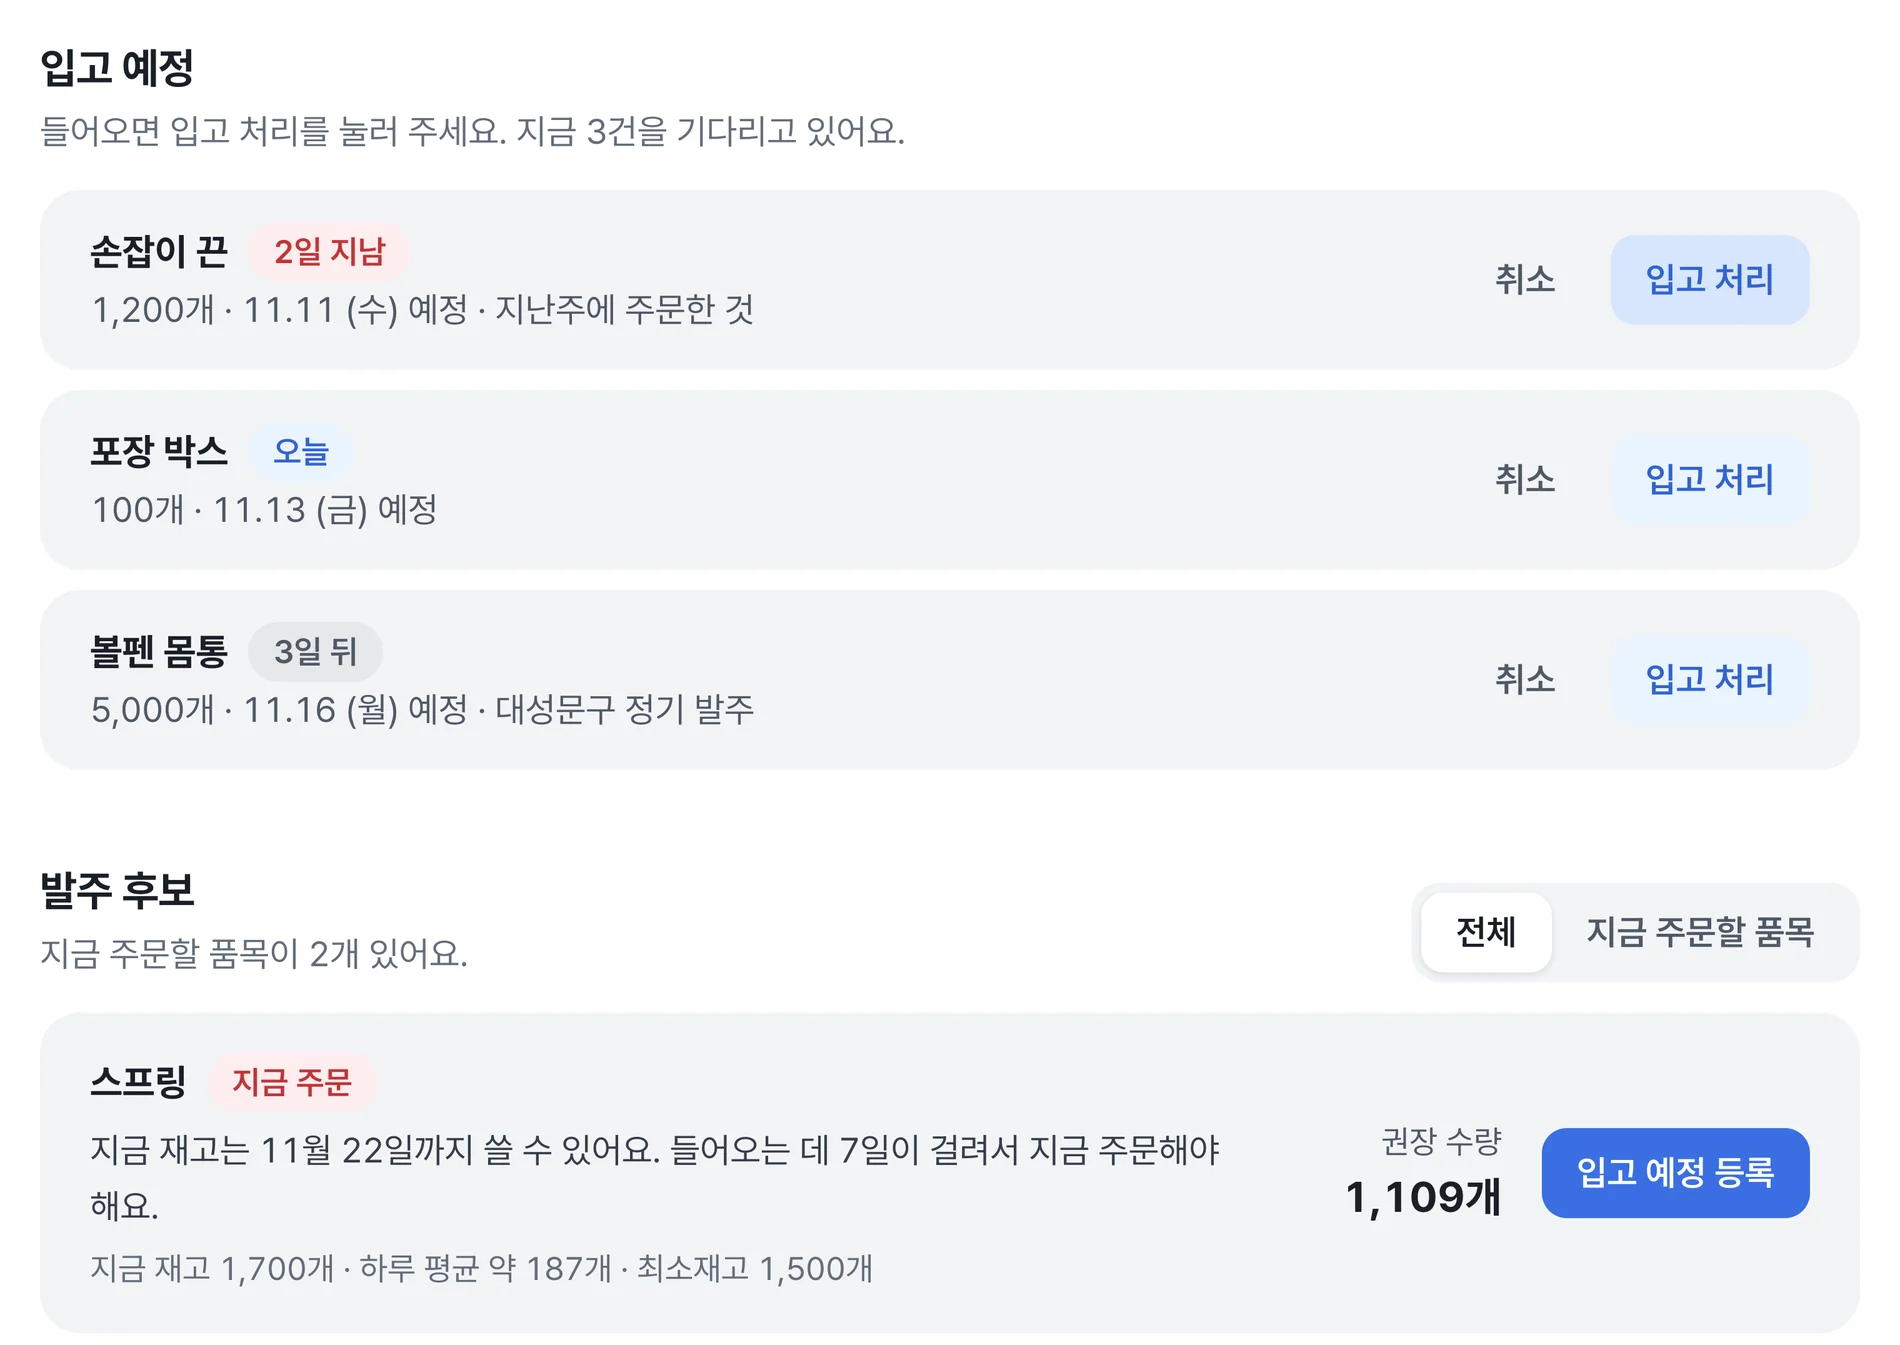 입고 예정
들어오면 입고 처리를 눌러 주세요. 지금 3건을 기다리고 있어요.
손잡이 끈 2일 지남
1,200개 · 11.11 (수) 예정 · 지난주에 주문한 것
취소 입고 처리
포장 박스 오늘
100개 · 11.13 (금) 예정
취소 입고 처리
볼펜 몸통 3일 뒤
5,000개 · 11.16 (월) 예정 · 대성문구 정기 발주
취소 입고 처리
발주 후보
지금 주문할 품목이 2개 있어요.
전체 지금 주문할 품목
스프링 지금 주문
지금 재고는 11월 22일까지 쓸 수 있어요. 들어오는 데 7일이 걸려서 지금 주문해야
해요.
지금 재고 1,700개 · 하루 평균 약 187개 · 최소재고 1,500개
권장 수량
1,109개
입고 예정 등록